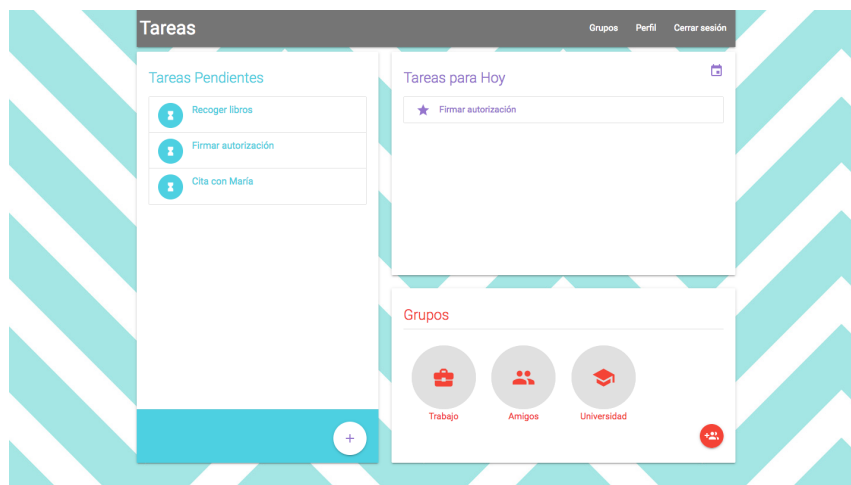 Tareas
Grupos Perfil Cerrar sesión
Tareas Pendientes
Recoger libros
Firmar autorización
Cita con María
Tareas para Hoy
Firmar autorización
Grupos
Trabajo Amigos Universidad